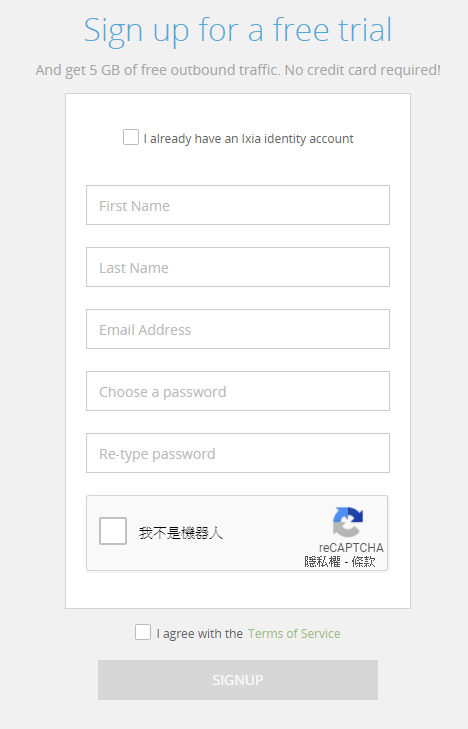 Sign up for a free trial
And get 5 GB of free outbound traffic. No credit card required!
I already have an Ixia identity account
First Name
Last Name
Email Address
Choose a password
Re-type password
我不是機器人
reCAPTCHA
隱私權 - 條款
I agree with the Terms of Service
SIGNUP